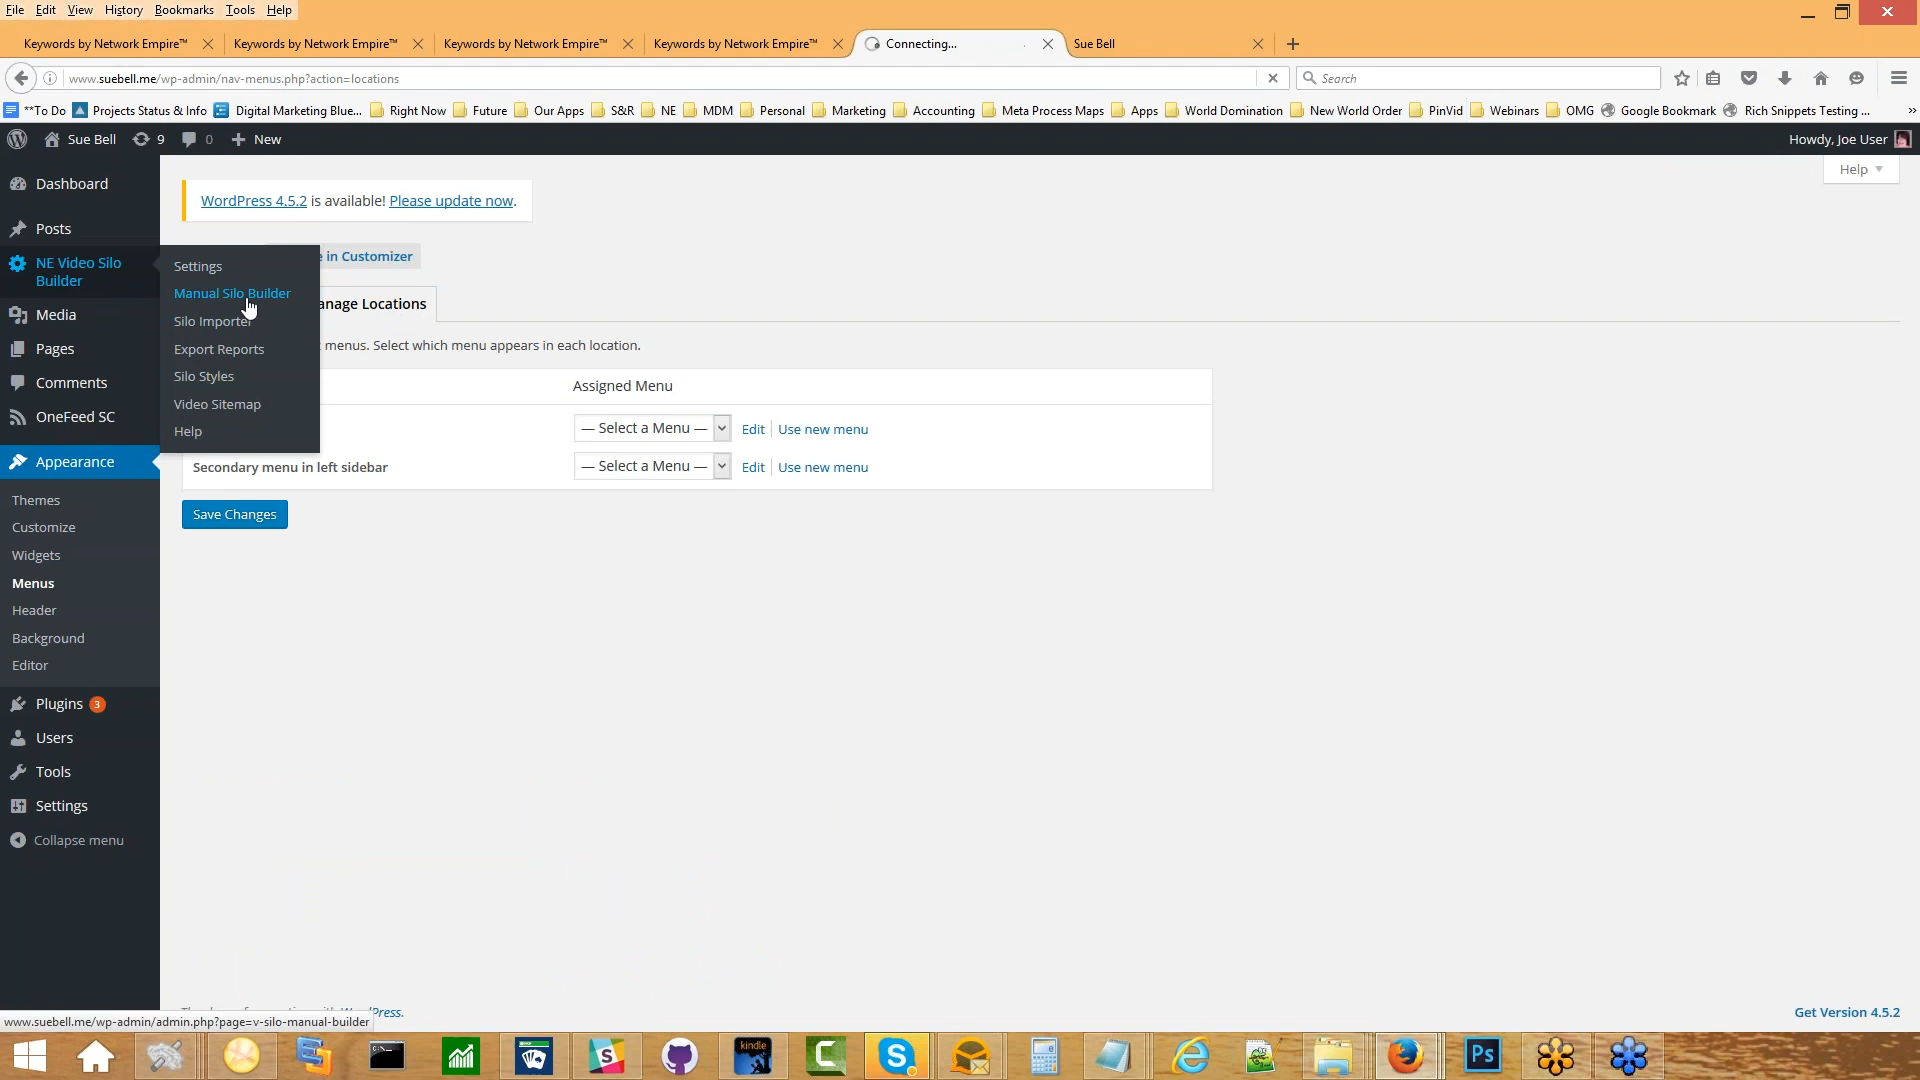 File Edit View History Bookmarks Tools Help
Keywords by Network Empire™ Keywords by Network Empire™ Keywords by Network Empire™ Keywords by Network Empire™ Connecting... Sue Bell
www.suebell.me/wp-admin/nav-menus.php?action=locations Search
**To Do Projects Status & Info Digital Marketing Blue... Right Now Future Our Apps S&R NE MDM Personal Marketing Accounting Meta Process Maps Apps World Domination New World Order PinVid Webinars OMG Google Bookmark Rich Snippets Testing ... »
Sue Bell 9 0 New Howdy, Joe User
Help
Dashboard
WordPress 4.5.2 is available! Please update now.
Posts
NE Video Silo
Builder
Settings
Manual Silo Builder
Silo Importer
Export Reports
Silo Styles
Video Sitemap
Help
in Customizer
anage Locations
menus. Select which menu appears in each location.
Assigned Menu
— Select a Menu — Edit Use new menu
Secondary menu in left sidebar — Select a Menu — Edit Use new menu
Save Changes
Media
Pages
Comments
OneFeed SC
Appearance
Themes
Customize
Widgets
Menus
Header
Background
Editor
Plugins 3
Users
Tools
Settings
Collapse menu
Press.
Get Version 4.5.2
www.suebell.me/wp-admin/admin.php?page=v-silo-manual-builder
kindle
C
S
Ps